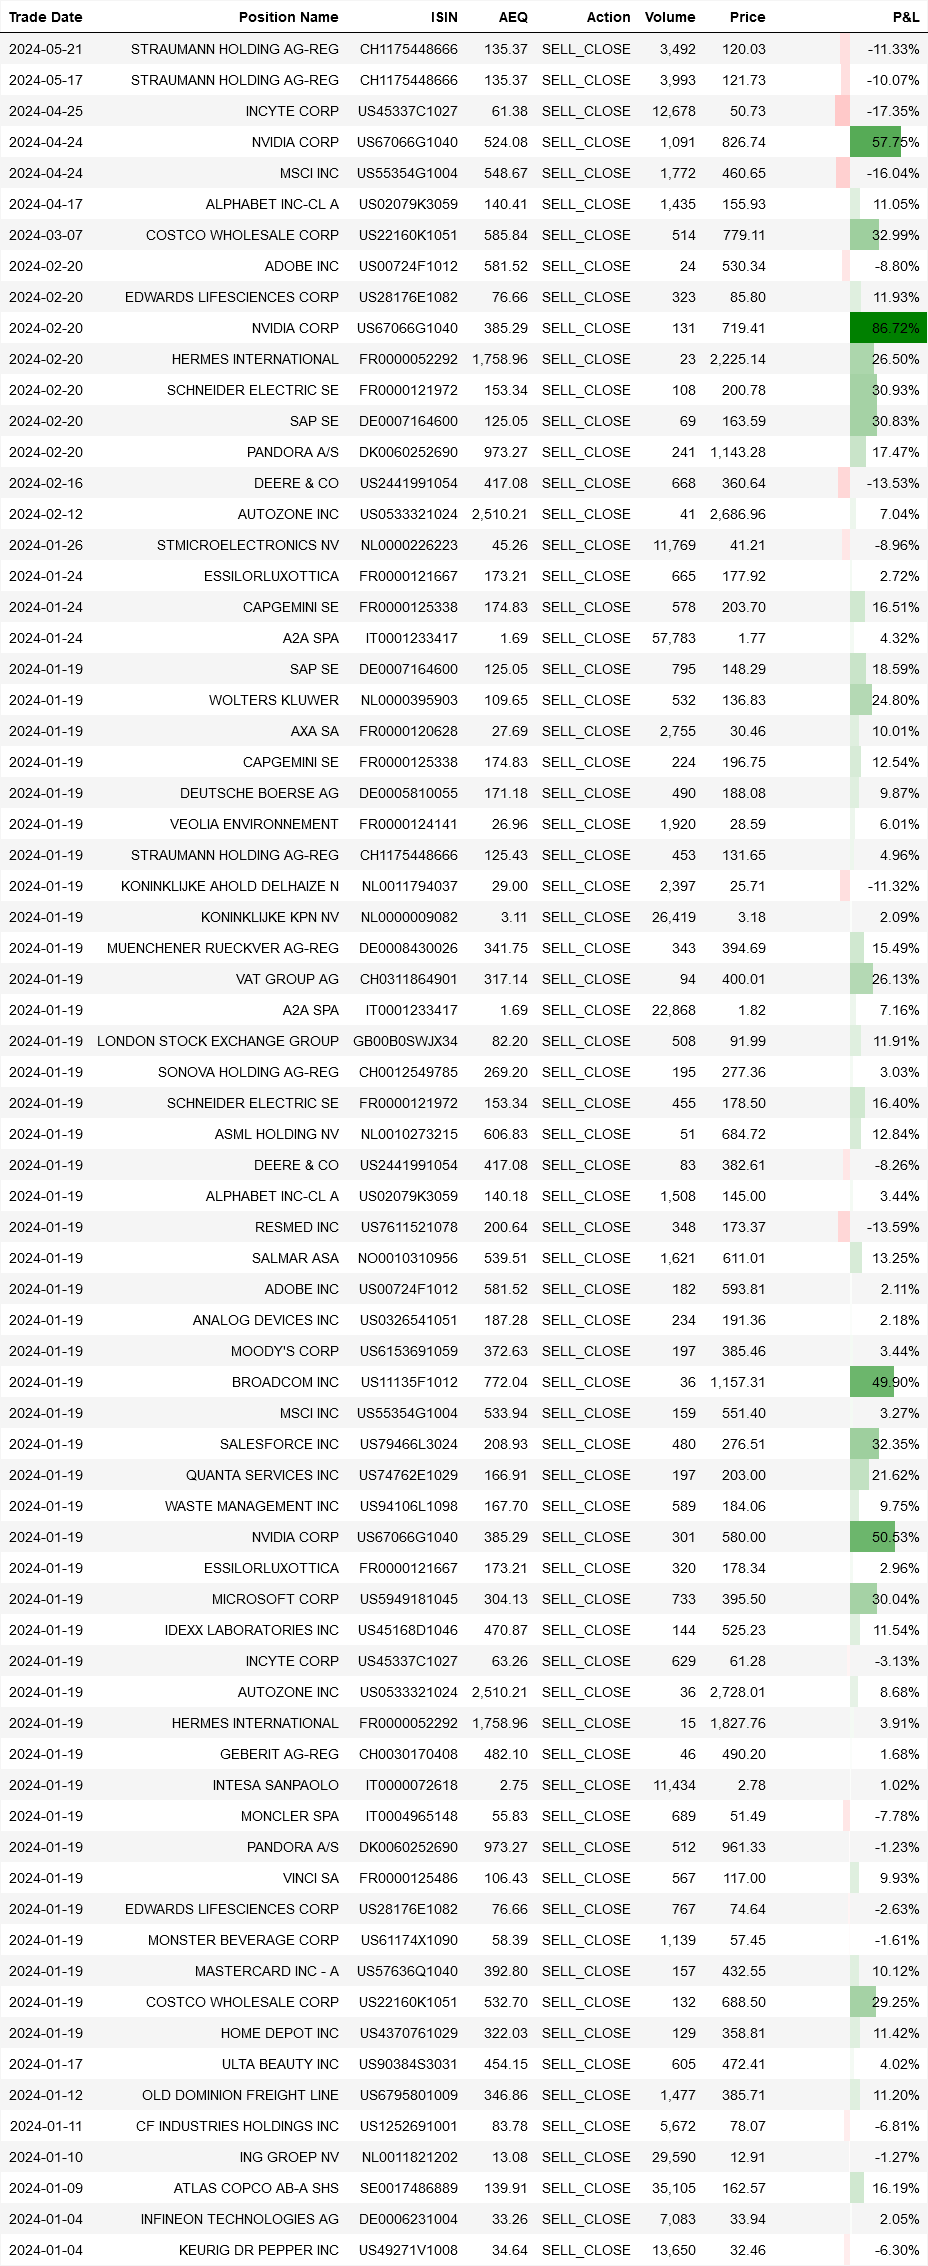 Trade Date Position Name ISIN AEQ Action Volume Price P&L
2024-05-21 STRAUMANN HOLDING AG-REG CH1175448666 135.37 SELL_CLOSE 3,492 120.03 -11.33%
2024-05-17 STRAUMANN HOLDING AG-REG CH1175448666 135.37 SELL_CLOSE 3,993 121.73 -10.07%
2024-04-25 INCYTE CORP US45337C1027 61.38 SELL_CLOSE 12,678 50.73 -17.35%
2024-04-24 NVIDIA CORP US67066G1040 524.08 SELL_CLOSE 1,091 826.74 57.75%
2024-04-24 MSCI INC US55354G1004 548.67 SELL_CLOSE 1,772 460.65 -16.04%
2024-04-17 ALPHABET INC-CL A US02079K3059 140.41 SELL_CLOSE 1,435 155.93 11.05%
2024-03-07 COSTCO WHOLESALE CORP US22160K1051 585.84 SELL_CLOSE 514 779.11 32.99%
2024-02-20 ADOBE INC US00724F1012 581.52 SELL_CLOSE 24 530.34 -8.80%
2024-02-20 EDWARDS LIFESCIENCES CORP US28176E1082 76.66 SELL_CLOSE 323 85.80 11.93%
2024-02-20 NVIDIA CORP US67066G1040 385.29 SELL_CLOSE 131 719.41 86.72%
2024-02-20 HERMES INTERNATIONAL FR0000052292 1,758.96 SELL_CLOSE 23 2,225.14 26.50%
2024-02-20 SCHNEIDER ELECTRIC SE FR0000121972 153.34 SELL_CLOSE 108 200.78 30.93%
2024-02-20 SAP SE DE0007164600 125.05 SELL_CLOSE 69 163.59 30.83%
2024-02-20 PANDORA A/S DK0060252690 973.27 SELL_CLOSE 241 1,143.28 17.47%
2024-02-16 DEERE & CO US2441991054 417.08 SELL_CLOSE 668 360.64 -13.53%
2024-02-12 AUTOZONE INC US0533321024 2,510.21 SELL_CLOSE 41 2,686.96 7.04%
2024-01-26 STMICROELECTRONICS NV NL0000226223 45.26 SELL_CLOSE 11,769 41.21 -8.96%
2024-01-24 ESSILORLUXOTTICA FR0000121667 173.21 SELL_CLOSE 665 177.92 2.72%
2024-01-24 CAPGEMINI SE FR0000125338 174.83 SELL_CLOSE 578 203.70 16.51%
2024-01-24 A2A SPA IT0001233417 1.69 SELL_CLOSE 57,783 1.77 4.32%
2024-01-19 SAP SE DE0007164600 125.05 SELL_CLOSE 795 148.29 18.59%
2024-01-19 WOLTERS KLUWER NL0000395903 109.65 SELL_CLOSE 532 136.83 24.80%
2024-01-19 AXA SA FR0000120628 27.69 SELL_CLOSE 2,755 30.46 10.01%
2024-01-19 CAPGEMINI SE FR0000125338 174.83 SELL_CLOSE 224 196.75 12.54%
2024-01-19 DEUTSCHE BOERSE AG DE0005810055 171.18 SELL_CLOSE 490 188.08 9.87%
2024-01-19 VEOLIA ENVIRONNEMENT FR0000124141 26.96 SELL_CLOSE 1,920 28.59 6.01%
2024-01-19 STRAUMANN HOLDING AG-REG CH1175448666 125.43 SELL_CLOSE 453 131.65 4.96%
2024-01-19 KONINKLIJKE AHOLD DELHAIZE N NL0011794037 29.00 SELL_CLOSE 2,397 25.71 -11.32%
2024-01-19 KONINKLIJKE KPN NV NL0000009082 3.11 SELL_CLOSE 26,419 3.18 2.09%
2024-01-19 MUENCHENER RUECKVER AG-REG DE0008430026 341.75 SELL_CLOSE 343 394.69 15.49%
2024-01-19 VAT GROUP AG CH0311864901 317.14 SELL_CLOSE 94 400.01 26.13%
2024-01-19 A2A SPA IT0001233417 1.69 SELL_CLOSE 22,868 1.82 7.16%
2024-01-19 LONDON STOCK EXCHANGE GROUP GB00B0SWJX34 82.20 SELL_CLOSE 508 91.99 11.91%
2024-01-19 SONOVA HOLDING AG-REG CH0012549785 269.20 SELL_CLOSE 195 277.36 3.03%
2024-01-19 SCHNEIDER ELECTRIC SE FR0000121972 153.34 SELL_CLOSE 455 178.50 16.40%
2024-01-19 ASML HOLDING NV NL0010273215 606.83 SELL_CLOSE 51 684.72 12.84%
2024-01-19 DEERE & CO US2441991054 417.08 SELL_CLOSE 83 382.61 -8.26%
2024-01-19 ALPHABET INC-CL A US02079K3059 140.18 SELL_CLOSE 1,508 145.00 3.44%
2024-01-19 RESMED INC US7611521078 200.64 SELL_CLOSE 348 173.37 -13.59%
2024-01-19 SALMAR ASA NO0010310956 539.51 SELL_CLOSE 1,621 611.01 13.25%
2024-01-19 ADOBE INC US00724F1012 581.52 SELL_CLOSE 182 593.81 2.11%
2024-01-19 ANALOG DEVICES INC US0326541051 187.28 SELL_CLOSE 234 191.36 2.18%
2024-01-19 MOODY'S CORP US6153691059 372.63 SELL_CLOSE 197 385.46 3.44%
2024-01-19 BROADCOM INC US11135F1012 772.04 SELL_CLOSE 36 1,157.31 49.90%
2024-01-19 MSCI INC US55354G1004 533.94 SELL_CLOSE 159 551.40 3.27%
2024-01-19 SALESFORCE INC US79466L3024 208.93 SELL_CLOSE 480 276.51 32.35%
2024-01-19 QUANTA SERVICES INC US74762E1029 166.91 SELL_CLOSE 197 203.00 21.62%
2024-01-19 WASTE MANAGEMENT INC US94106L1098 167.70 SELL_CLOSE 589 184.06 9.75%
2024-01-19 NVIDIA CORP US67066G1040 385.29 SELL_CLOSE 301 580.00 50.53%
2024-01-19 ESSILORLUXOTTICA FR0000121667 173.21 SELL_CLOSE 320 178.34 2.96%
2024-01-19 MICROSOFT CORP US5949181045 304.13 SELL_CLOSE 733 395.50 30.04%
2024-01-19 IDEXX LABORATORIES INC US45168D1046 470.87 SELL_CLOSE 144 525.23 11.54%
2024-01-19 INCYTE CORP US45337C1027 63.26 SELL_CLOSE 629 61.28 -3.13%
2024-01-19 AUTOZONE INC US0533321024 2,510.21 SELL_CLOSE 36 2,728.01 8.68%
2024-01-19 HERMES INTERNATIONAL FR0000052292 1,758.96 SELL_CLOSE 15 1,827.76 3.91%
2024-01-19 GEBERIT AG-REG CH0030170408 482.10 SELL_CLOSE 46 490.20 1.68%
2024-01-19 INTESA SANPAOLO IT0000072618 2.75 SELL_CLOSE 11,434 2.78 1.02%
2024-01-19 MONCLER SPA IT0004965148 55.83 SELL_CLOSE 689 51.49 -7.78%
2024-01-19 PANDORA A/S DK0060252690 973.27 SELL_CLOSE 512 961.33 -1.23%
2024-01-19 VINCI SA FR0000125486 106.43 SELL_CLOSE 567 117.00 9.93%
2024-01-19 EDWARDS LIFESCIENCES CORP US28176E1082 76.66 SELL_CLOSE 767 74.64 -2.63%
2024-01-19 MONSTER BEVERAGE CORP US61174X1090 58.39 SELL_CLOSE 1,139 57.45 -1.61%
2024-01-19 MASTERCARD INC - A US57636Q1040 392.80 SELL_CLOSE 157 432.55 10.12%
2024-01-19 COSTCO WHOLESALE CORP US22160K1051 532.70 SELL_CLOSE 132 688.50 29.25%
2024-01-19 HOME DEPOT INC US4370761029 322.03 SELL_CLOSE 129 358.81 11.42%
2024-01-17 ULTA BEAUTY INC US90384S3031 454.15 SELL_CLOSE 605 472.41 4.02%
2024-01-12 OLD DOMINION FREIGHT LINE US6795801009 346.86 SELL_CLOSE 1,477 385.71 11.20%
2024-01-11 CF INDUSTRIES HOLDINGS INC US1252691001 83.78 SELL_CLOSE 5,672 78.07 -6.81%
2024-01-10 ING GROEP NV NL0011821202 13.08 SELL_CLOSE 29,590 12.91 -1.27%
2024-01-09 ATLAS COPCO AB-A SHS SE0017486889 139.91 SELL_CLOSE 35,105 162.57 16.19%
2024-01-04 INFINEON TECHNOLOGIES AG DE0006231004 33.26 SELL_CLOSE 7,083 33.94 2.05%
2024-01-04 KEURIG DR PEPPER INC US49271V1008 34.64 SELL_CLOSE 13,650 32.46 -6.30%